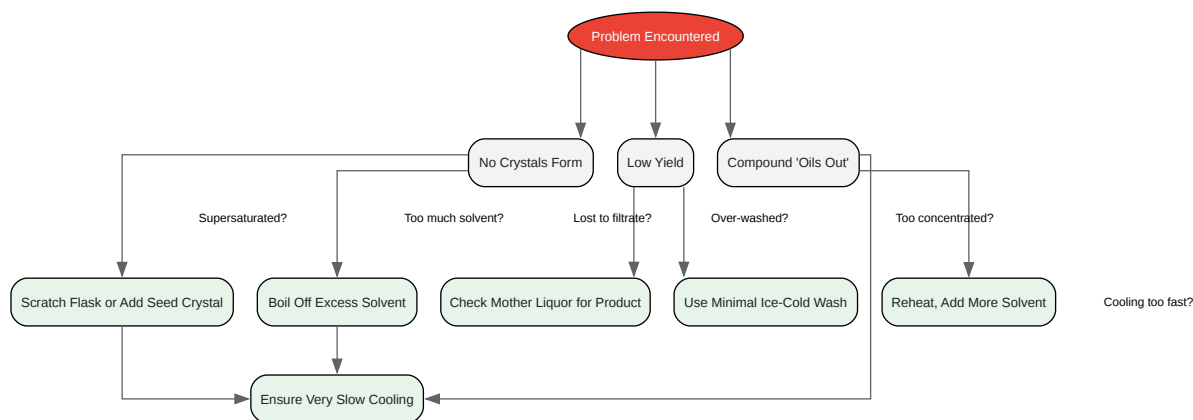 Problem Encountered
No Crystals Form
Low Yield
Compound 'Oils Out'
Supersaturated?
Too much solvent?
Lost to filtrate?
Over-washed?
Too concentrated?
Scratch Flask or Add Seed Crystal
Boil Off Excess Solvent
Check Mother Liquor for Product
Use Minimal Ice-Cold Wash
Reheat, Add More Solvent
Cooling too fast?
Ensure Very Slow Cooling